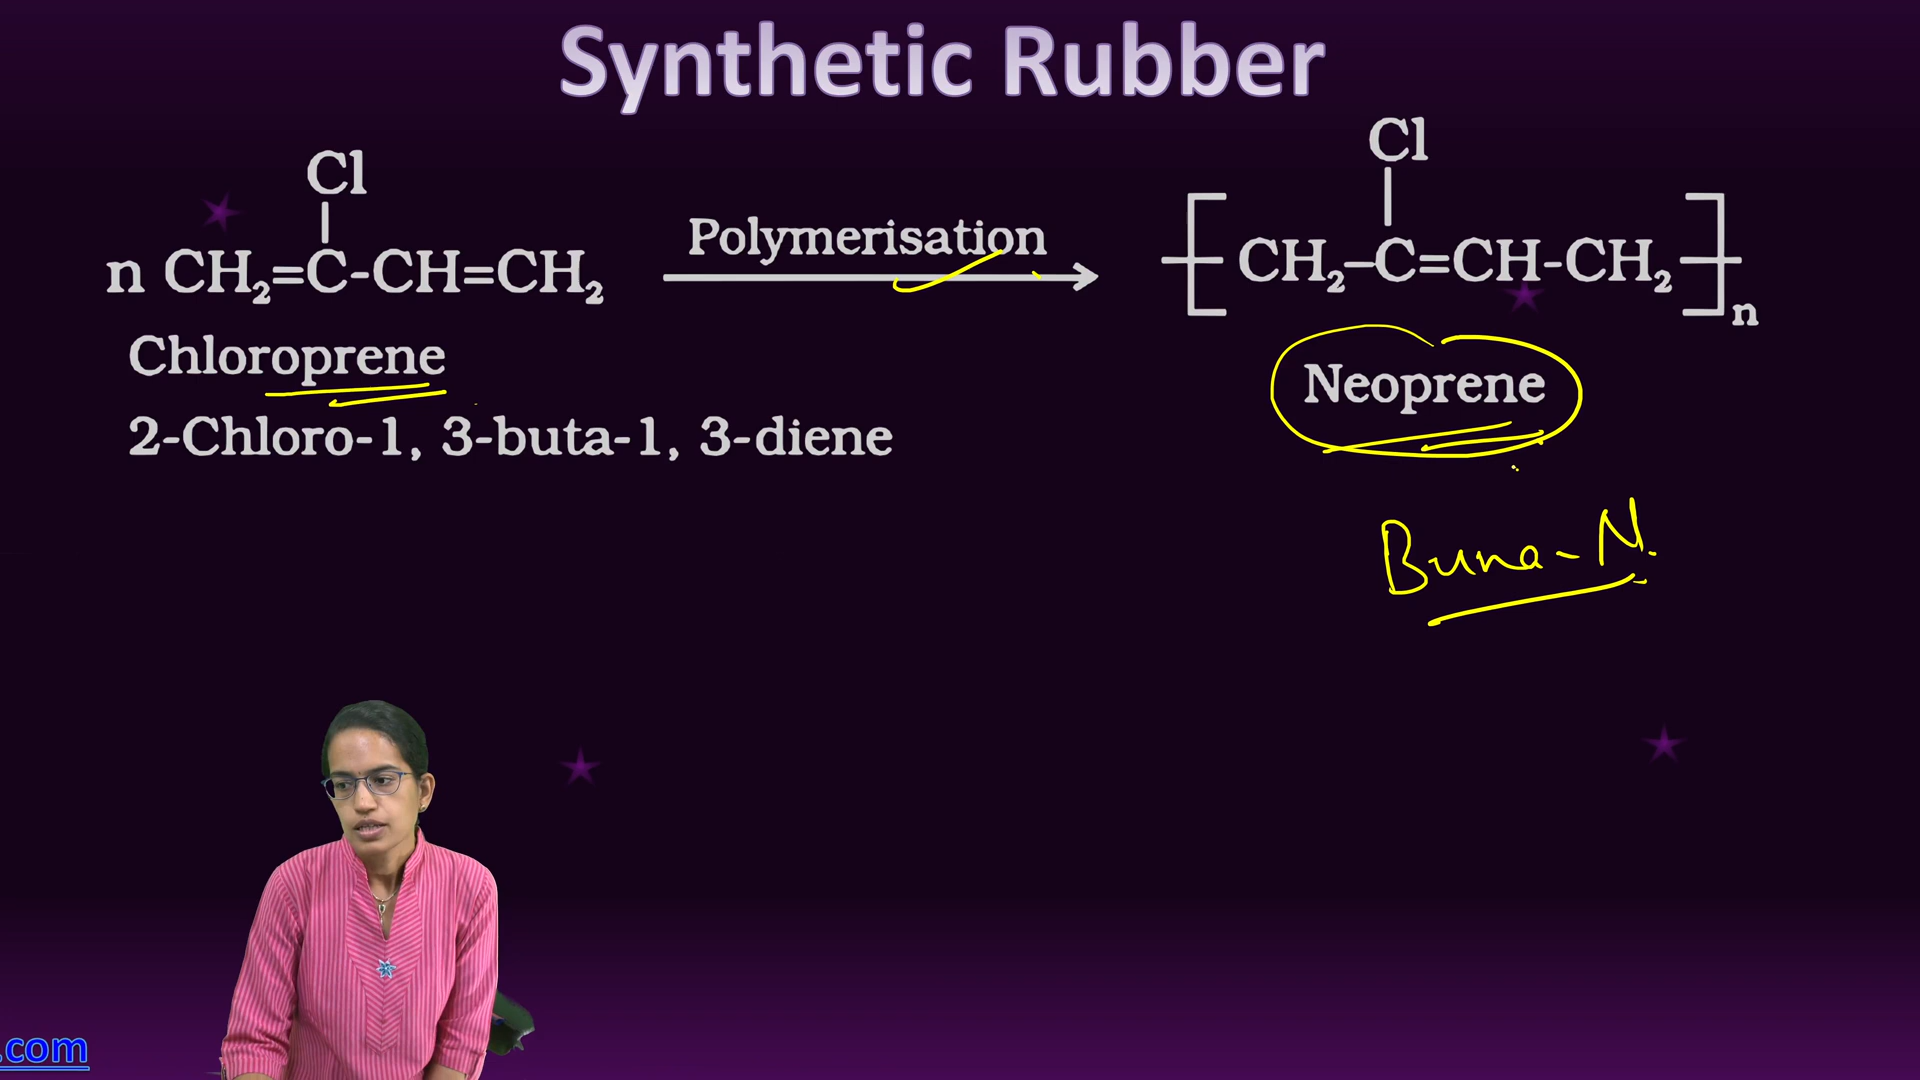 Synthetic Rubber
Cl
n CH₂=C-CH=CH₂
Polymerisation
Cl
CH₂–C=CH-CH₂
n
Chloroprene
Neoprene
2-Chloro-1, 3-buta-1, 3-diene
Buna-N
.com